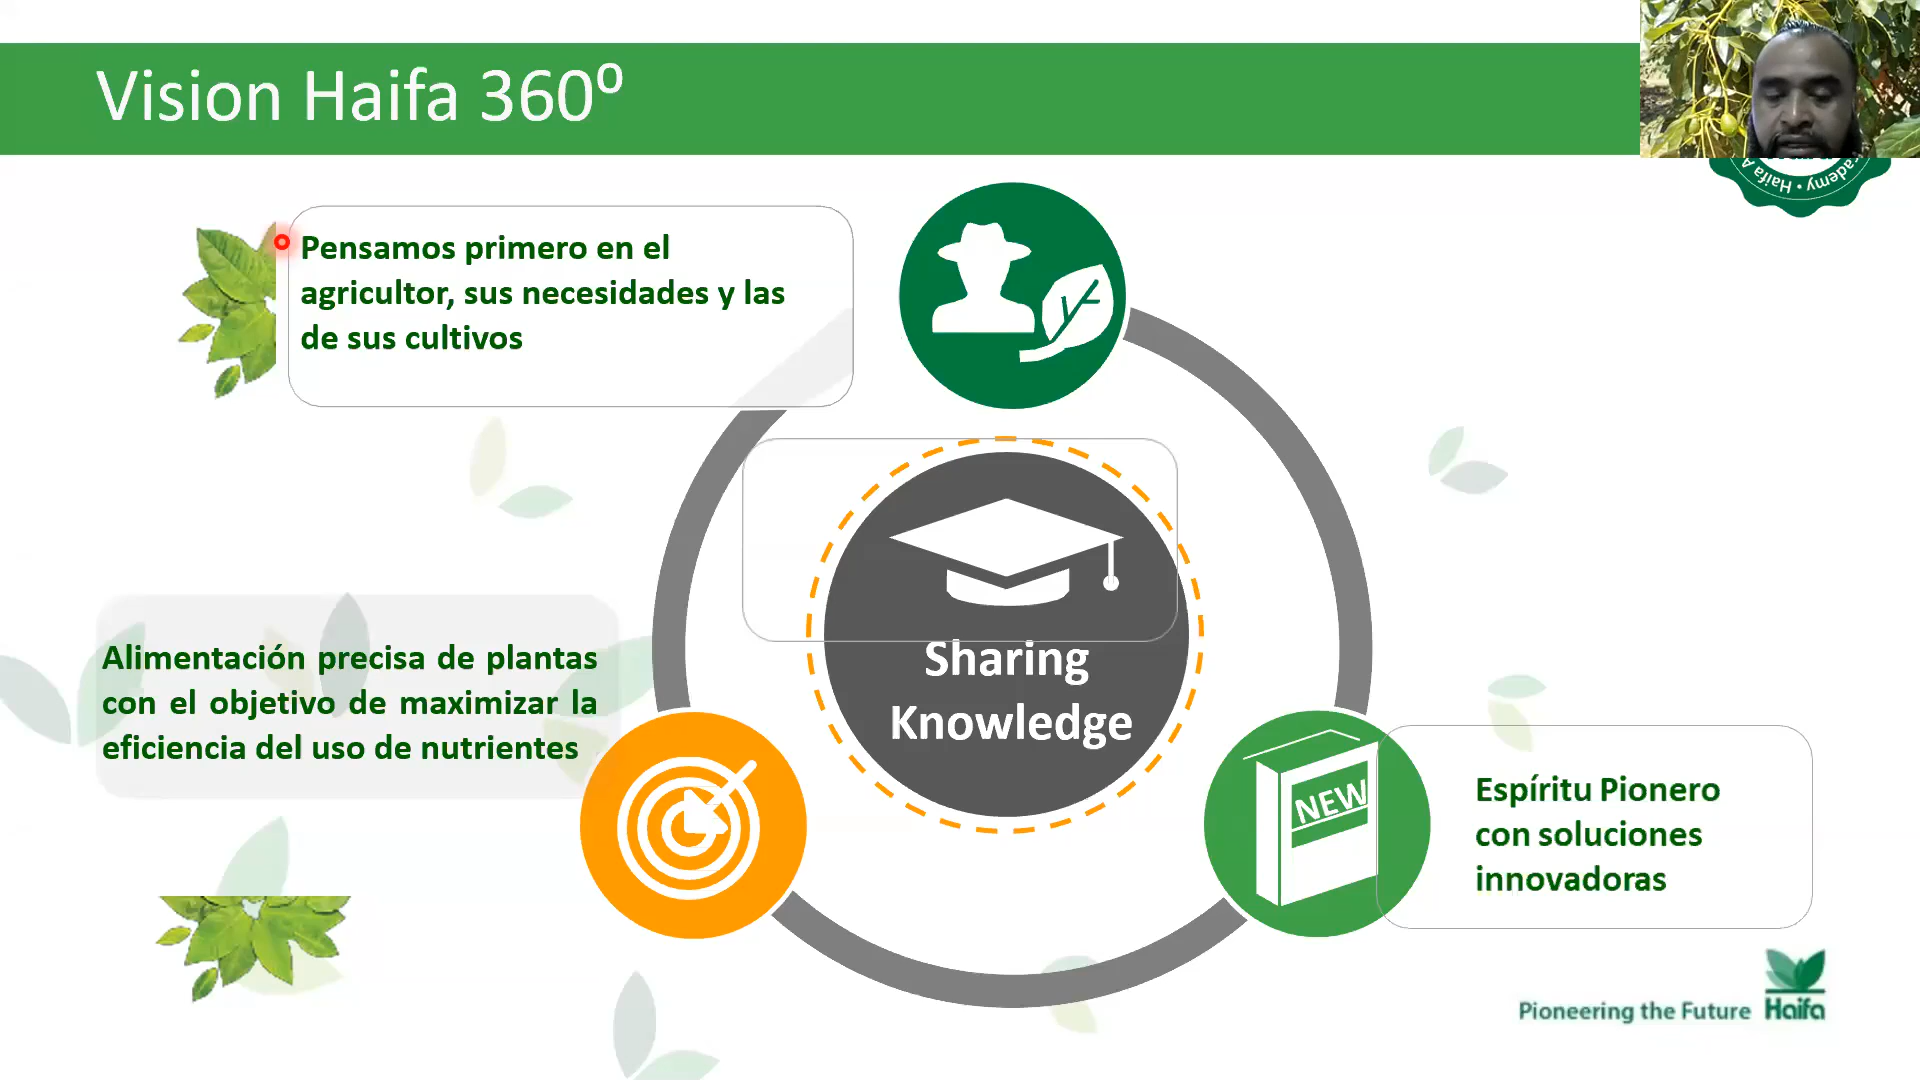 Vision Haifa 360º
cademy • Haifa A
Pensamos primero en el
agricultor, sus necesidades y las
de sus cultivos
Sharing
Knowledge
Alimentación precisa de plantas
con el objetivo de maximizar la
eficiencia del uso de nutrientes
NEW
Espíritu Pionero
con soluciones
innovadoras
Pioneering the Future Haifa